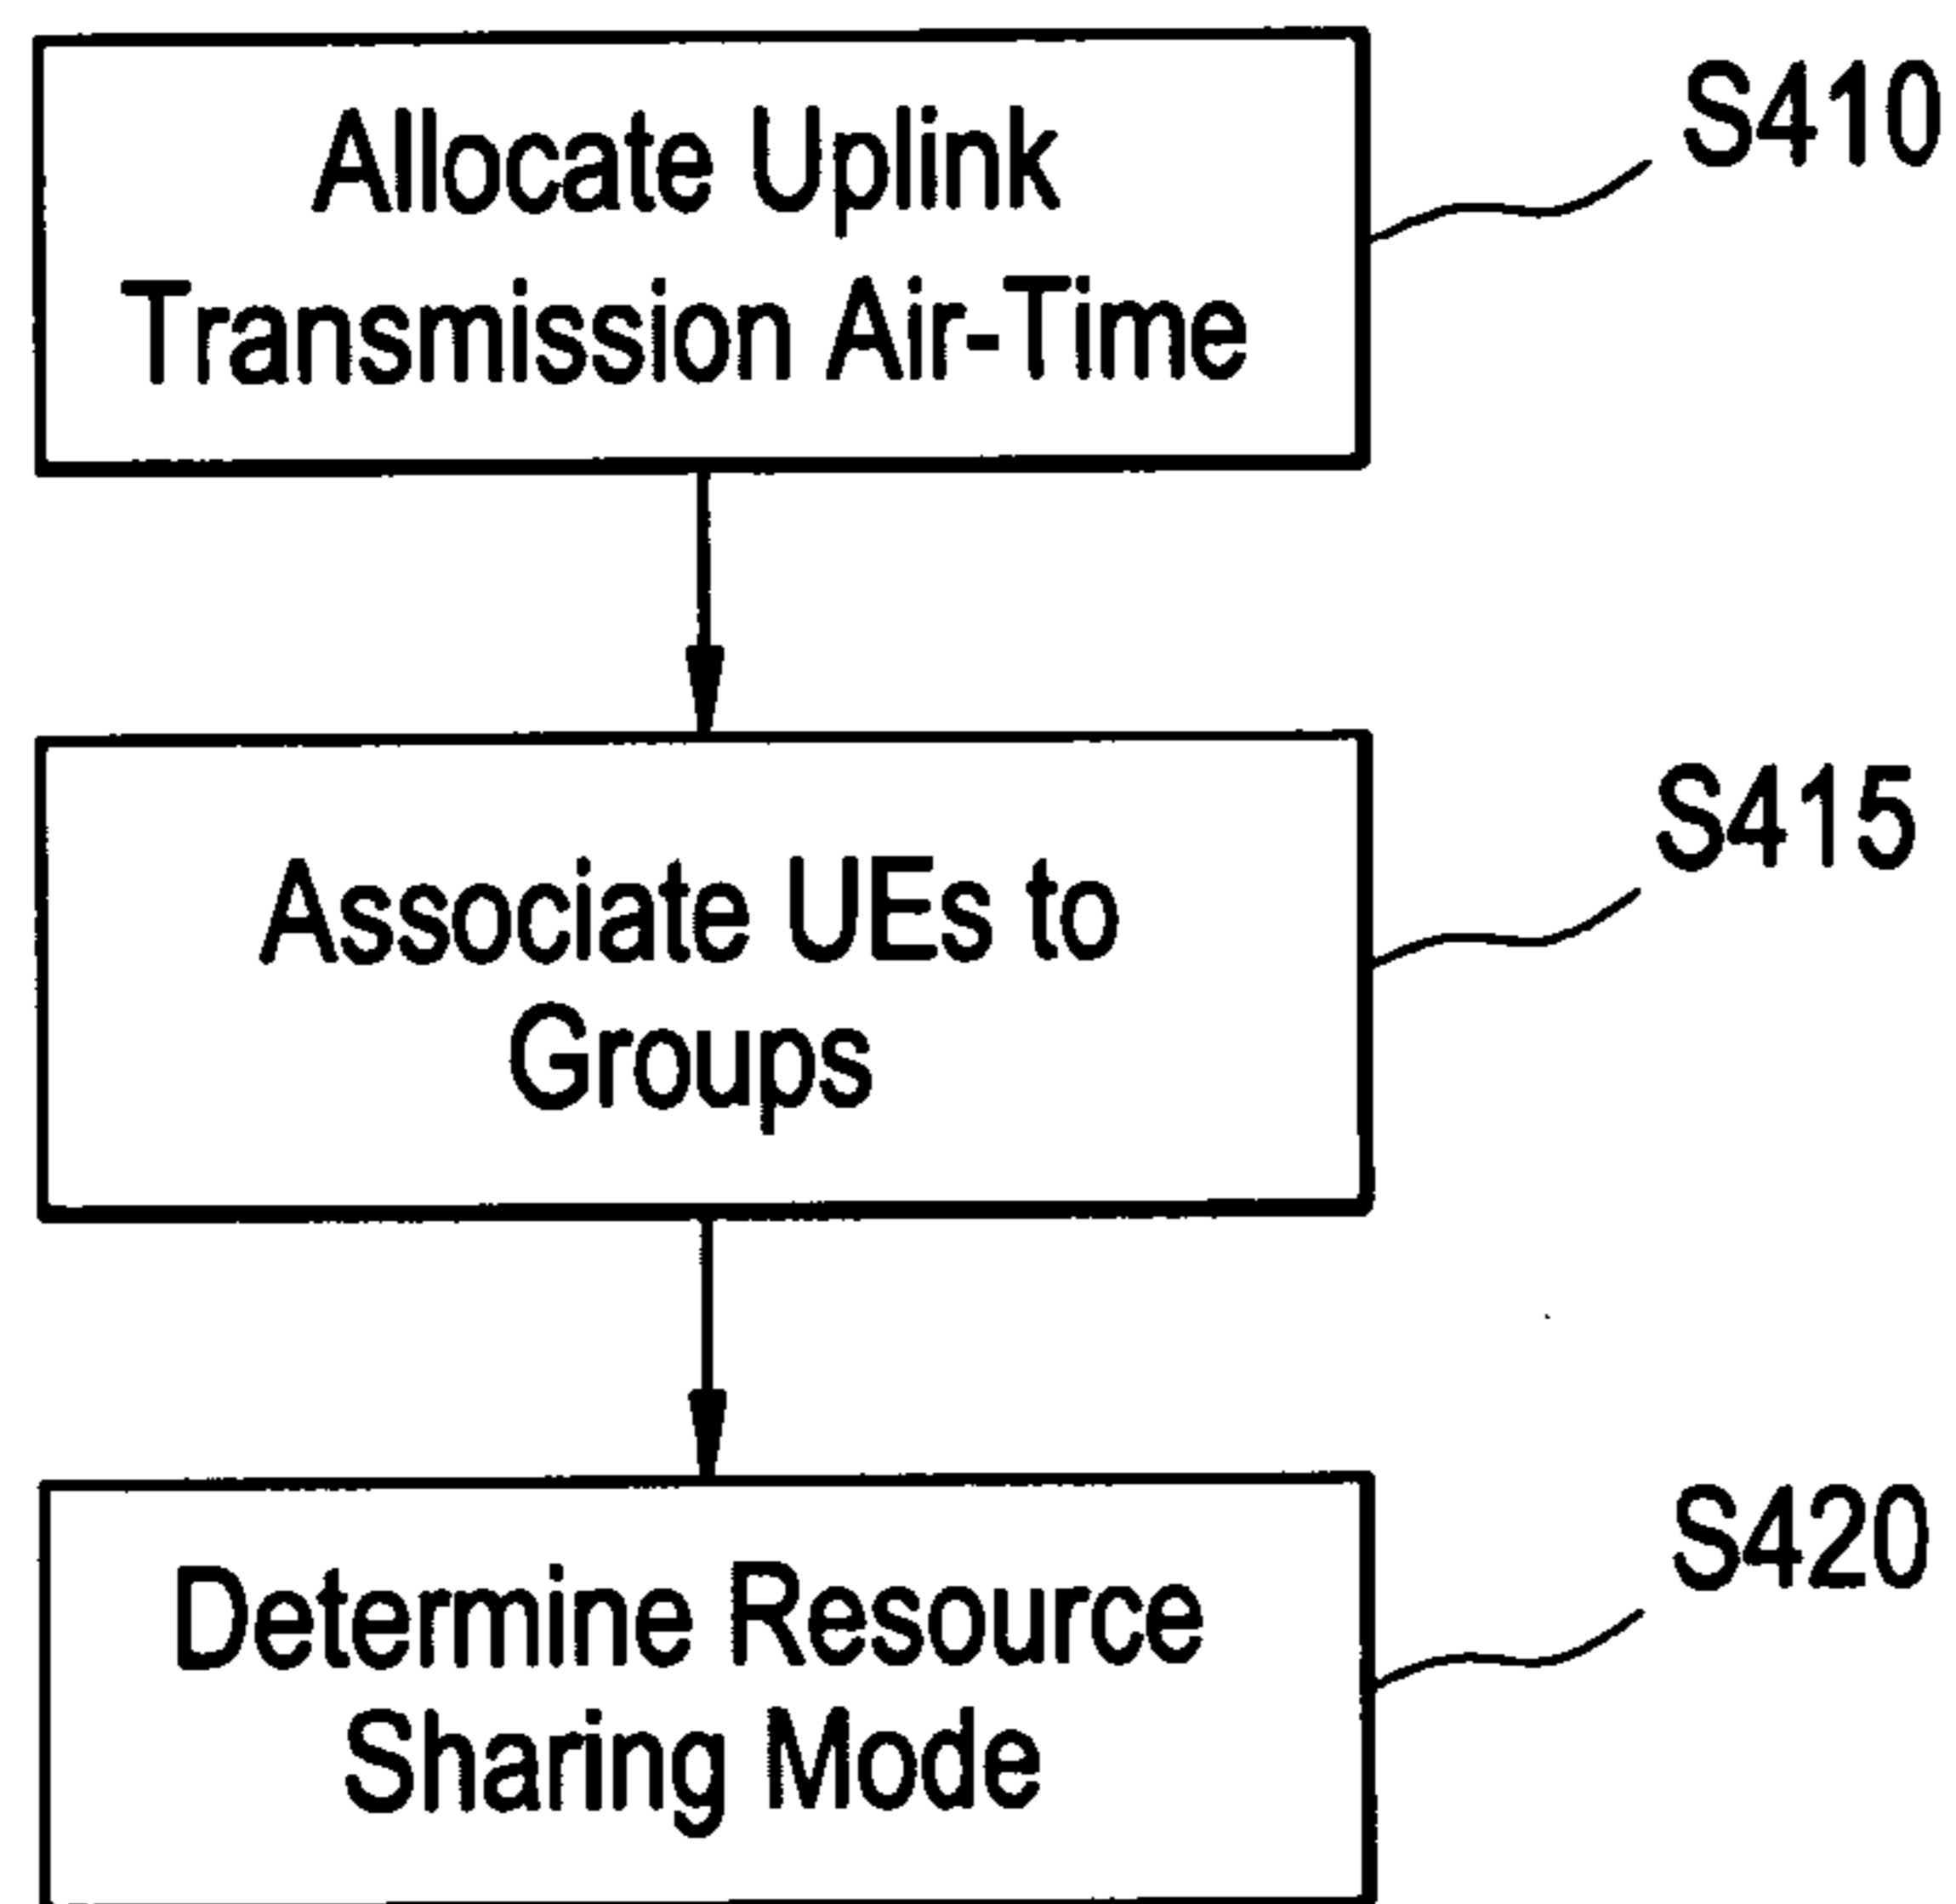 Allocate Uplink
Transmission Air-Time
S410
Associate UEs to
Groups
S415
Determine Resource
Sharing Mode
S420